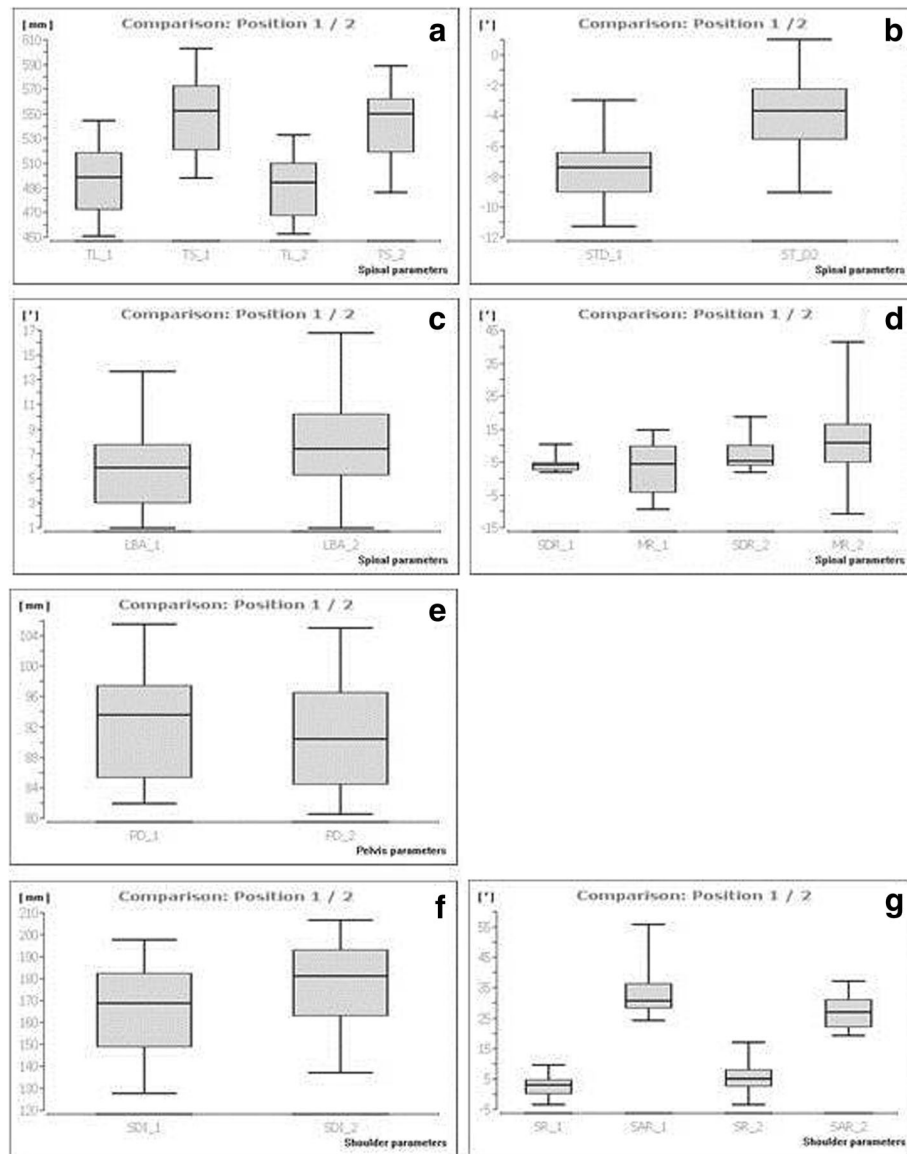 [mm] Comparison: Position 1 / 2 a
610
590
570
550
530
510
490
470
450
TL_1 TS_1 TL_2 TS_2
Spinal parameters
[°] Comparison: Position 1 /2 b
0
-2
-4
-6
-8
-10
-12
STD_1 ST_D2
Spinal parameters
[°] Comparison: Position 1 / 2 c
17
15
13
11
9
7
5
3
1
LBA_1 LBA_2
Spinal parameters
[°] Comparison: Position 1 / 2 d
45
35
25
15
5
-5
-15
SDR_1 MR_1 SDR_2 MR_2
Spinal parameters
[mm] Comparison: Position 1 / 2 e
104
100
96
92
88
84
80
PD_1 PD_2
Pelvis parameters
[mm] Comparison: Position 1 / 2 f
210
200
190
180
170
160
150
140
130
120
SDI_1 SDI_2
Shoulder parameters
[°] Comparison: Position 1 / 2 g
55
45
35
25
15
5
-5
SR_1 SAR_1 SR_2 SAR_2
Shoulder parameters